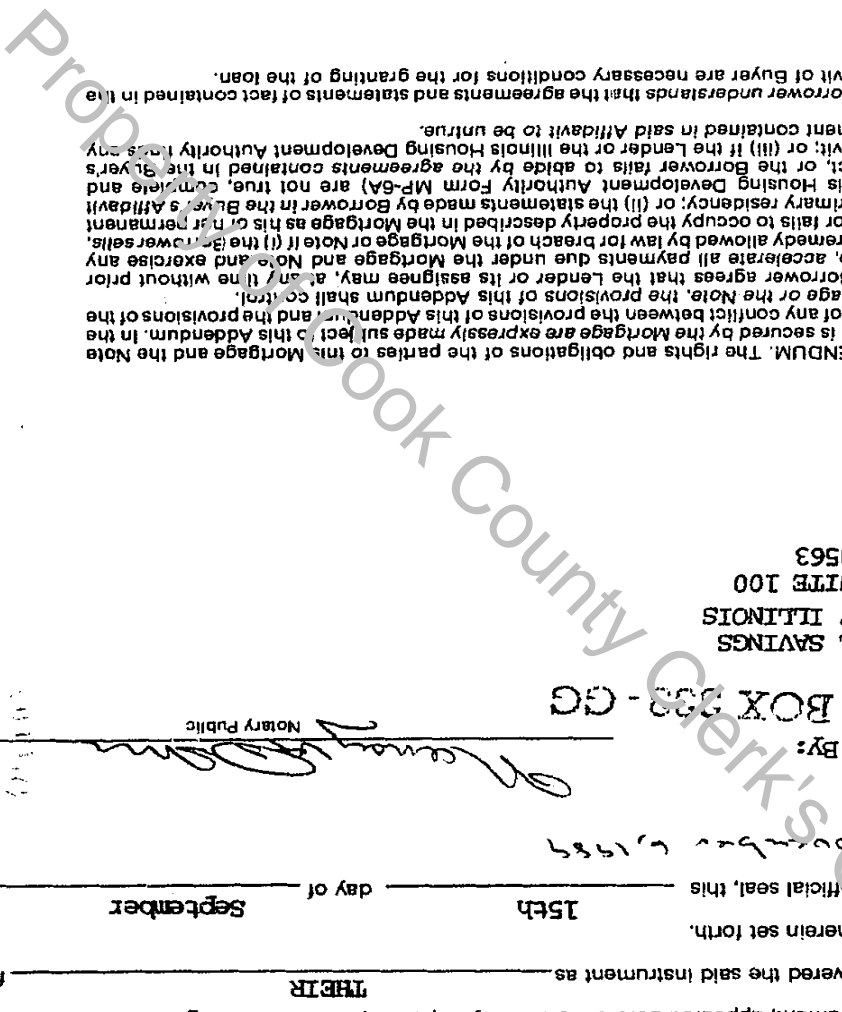 vered the said instrument as THEIR f
herein set forth.
fficial seal, this 15th day of September
ovember 6, 1989
BY:
Notary Public
BOX 333 - GG
, SAVINGS
, ILLINOIS
ITE 100
563
ENDUM. The rights and obligations of the parties to this Mortgage and the Note
is secured by the Mortgage are expressly made subject to this Addendum. In the
of any conflict between the provisions of this Addendum and the provisions of the
age or the Note, the provisions of this Addendum shall control.
orrower agrees that the Lender or its assignee may, at any time without prior
e, accelerate all payments due under the Mortgage and Note and exercise any
remedy allowed by law for breach of the Mortgage or Note if (i) the Borrower sells,
or fails to occupy the property described in the Mortgage as his or her permanent
rimary residency; or (ii) the statements made by Borrower in the Buyer's Affidavit
is Housing Development Authority Form MP-6A) are not true, complete and
ct, or the Borrower fails to abide by the agreements contained in the Buyer's
vit; or (iii) if the Lender or the Illinois Housing Development Authority finds any
ment contained in said Affidavit to be untrue.
orrower understands that the agreements and statements of fact contained in the
vit of Buyer are necessary conditions for the granting of the loan.
Property of Cook County Clerk's